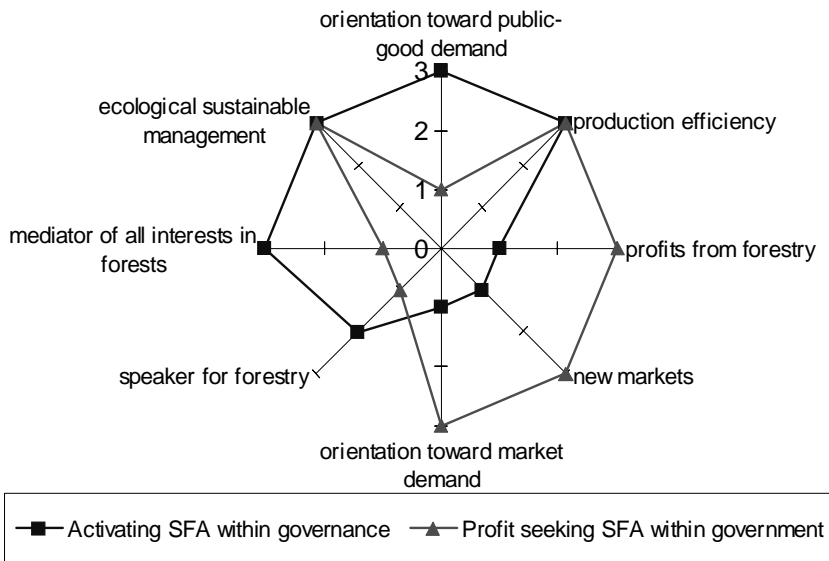 orientation toward public-
good demand
3
ecological sustainable
management
production efficiency
2
1
mediator of all interests in
forests
0
profits from forestry
speaker for forestry
new markets
orientation toward market
demand
Activating SFA within governance
Profit seeking SFA within government